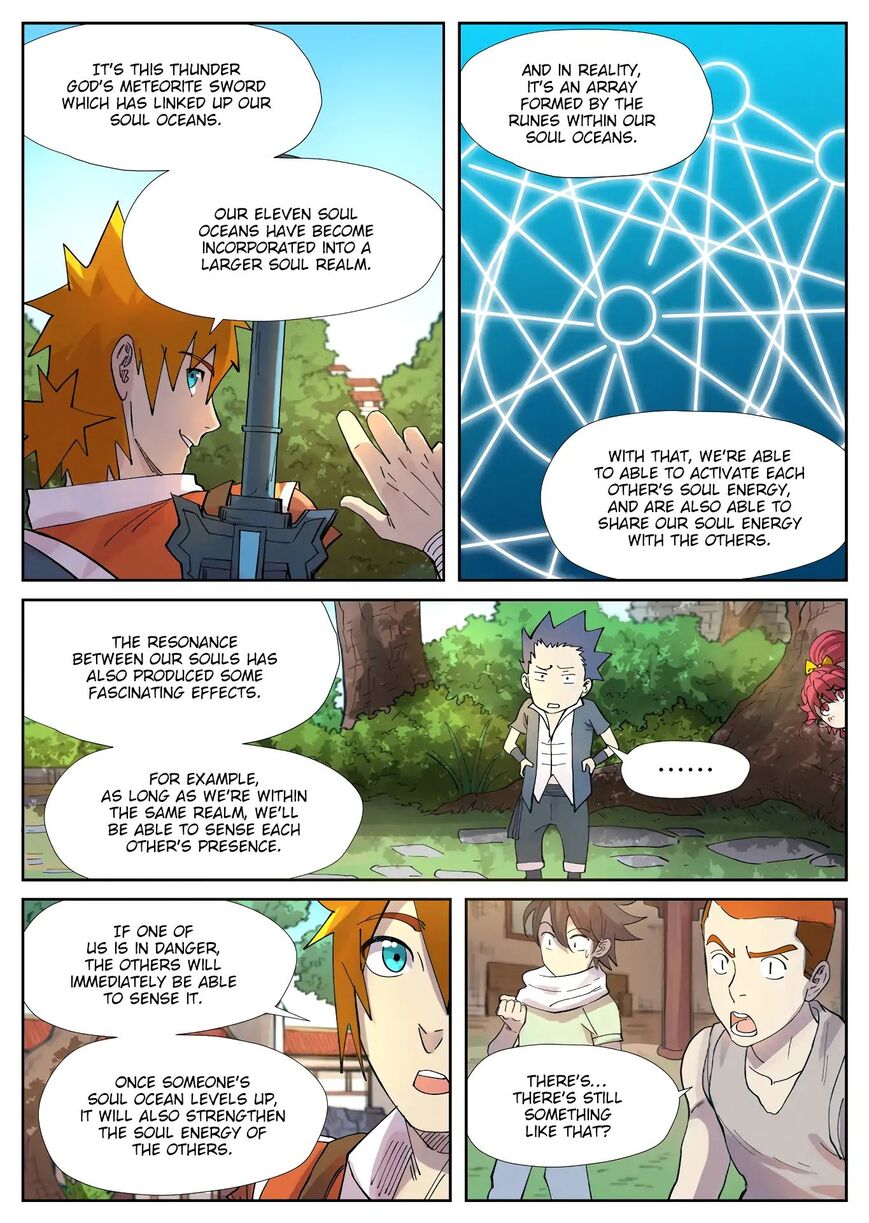 IT'S THIS THUNDER
GOD'S METEORITE SWORD
WHICH HAS LINKED UP OUR
SOUL OCEANS.
OUR ELEVEN SOUL
OCEANS HAVE BECOME
INCORPORATED INTO A
LARGER SOUL REALM.
AND IN REALITY,
IT'S AN ARRAY
FORMED BY THE
RUNES WITHIN OUR
SOUL OCEANS.
WITH THAT, WE'RE ABLE
TO ABLE TO ACTIVATE EACH
OTHER'S SOUL ENERGY,
AND ARE ALSO ABLE TO
SHARE OUR SOUL ENERGY
WITH THE OTHERS.
THE RESONANCE
BETWEEN OUR SOULS HAS
ALSO PRODUCED SOME
FASCINATING EFFECTS.
FOR EXAMPLE,
AS LONG AS WE'RE WITHIN
THE SAME REALM, WE'LL
BE ABLE TO SENSE EACH
OTHER'S PRESENCE.
......
IF ONE OF
US IS IN DANGER,
THE OTHERS WILL
IMMEDIATELY BE ABLE
TO SENSE IT.
ONCE SOMEONE'S
SOUL OCEAN LEVELS UP,
IT WILL ALSO STRENGTHEN
THE SOUL ENERGY OF
THE OTHERS.
THERE'S...
THERE'S STILL
SOMETHING
LIKE THAT?